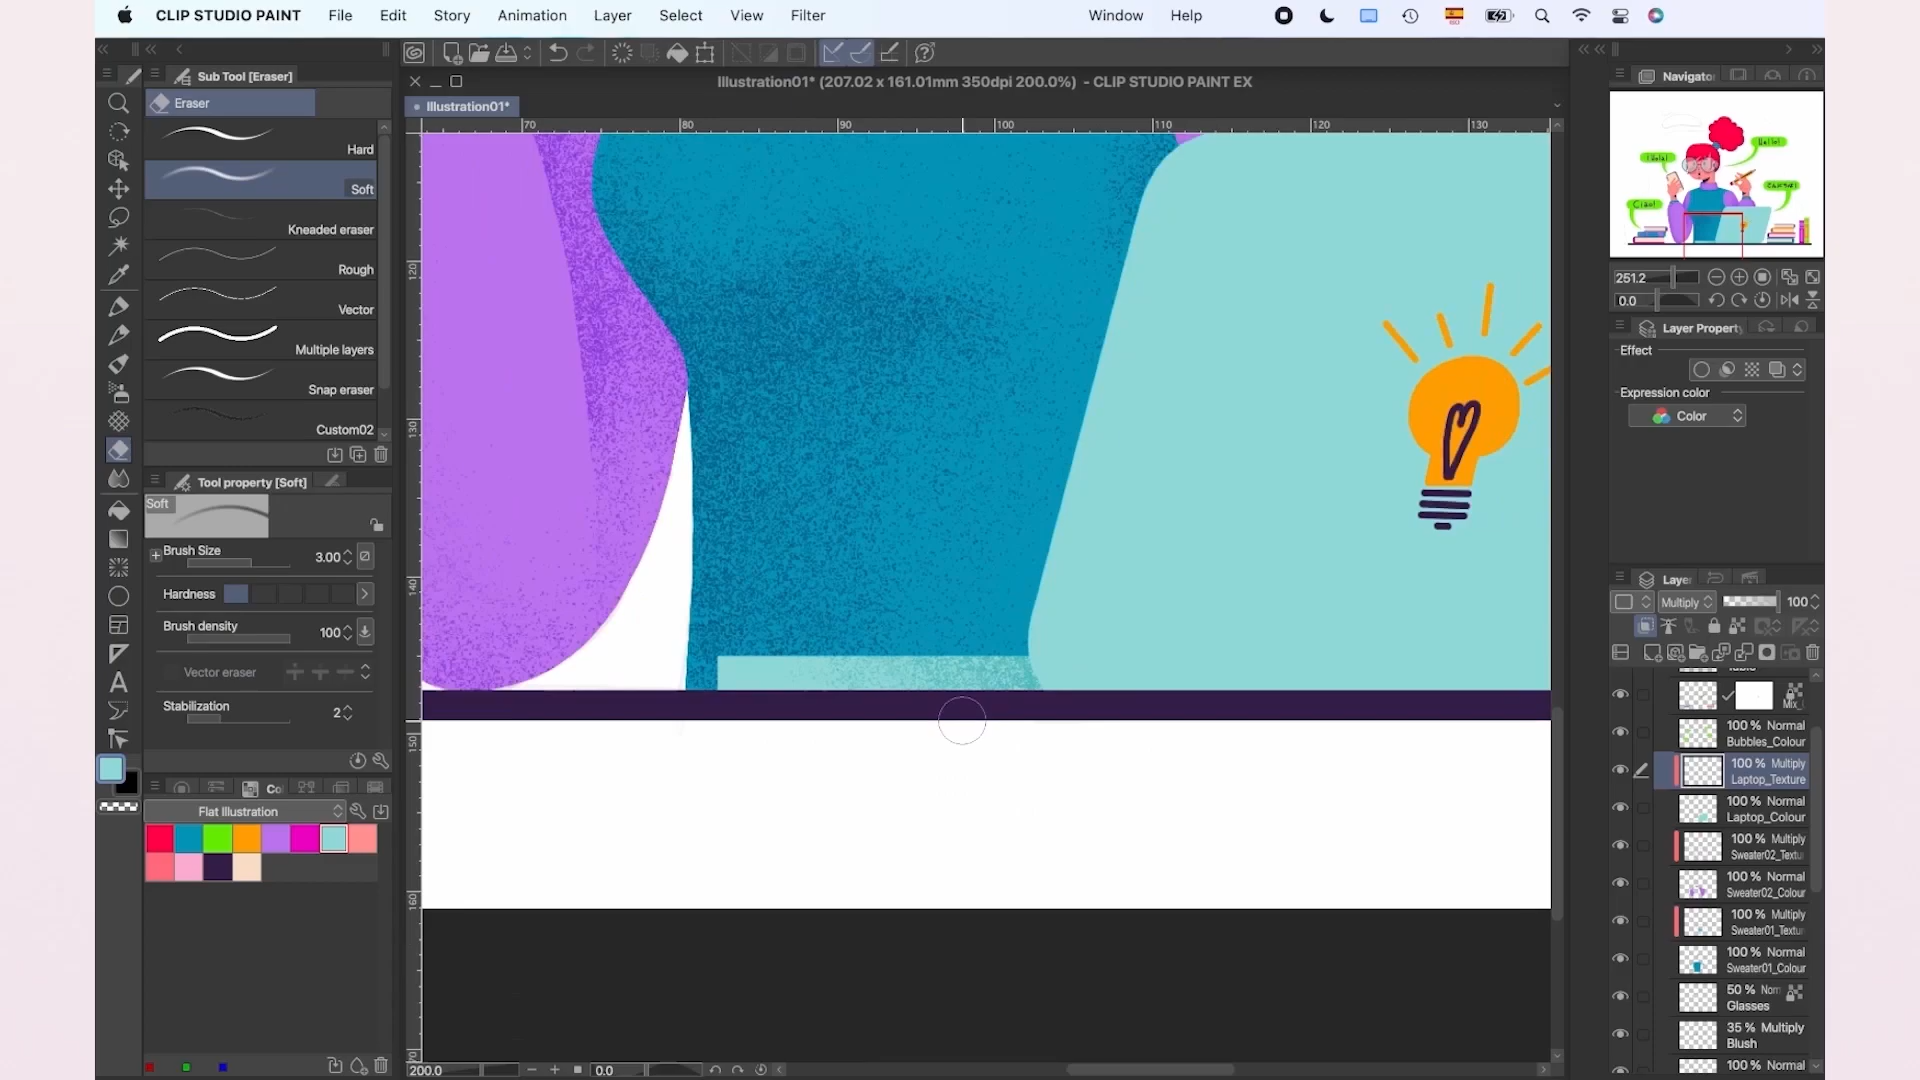 CLIP STUDIO PAINT File Edit Story Animation Layer Select View Filter Window Help
Sub Tool [Eraser]
Eraser
Hard
Soft
Kneaded eraser
Rough
Vector
Multiple layers
Snap eraser
Custom02
Tool property [Soft]
Soft
Brush Size 3.00
Hardness
Brush density 100
Vector eraser
Stabilization 2
Flat Illustration
Illustration01* (207.02 x 161.01mm 350dpi 200.0%) - CLIP STUDIO PAINT EX
Illustration01*
70 80 90 100 110 120 130
120
130
140
150
160
200.0 0.0
Navigator
Hello!
Ciao!
251.2
0.0
Layer Property
Effect
Expression color
Color
Layer
Multiply 100
100 % Normal
Bubbles_Colour
100 % Multiply
Laptop_Texture
100 % Normal
Laptop_Colour
100 % Multiply
Sweater02_Textu
100 % Normal
Sweater02_Colour
100 % Multiply
Sweater01_Textu
100 % Normal
Sweater01_Colour
50 % Norn
Glasses
35 % Multiply
Blush
100 % Normal